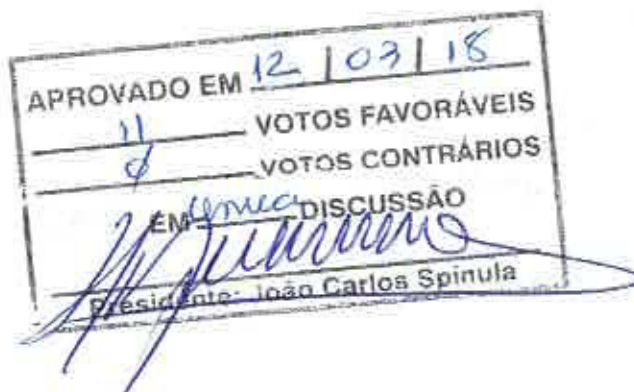 APROVADO EM 12 / 03 / 18
11 VOTOS FAVORÁVEIS
∅ VOTOS CONTRÁRIOS
EM única DISCUSSÃO
Presidente: João Carlos Spinula